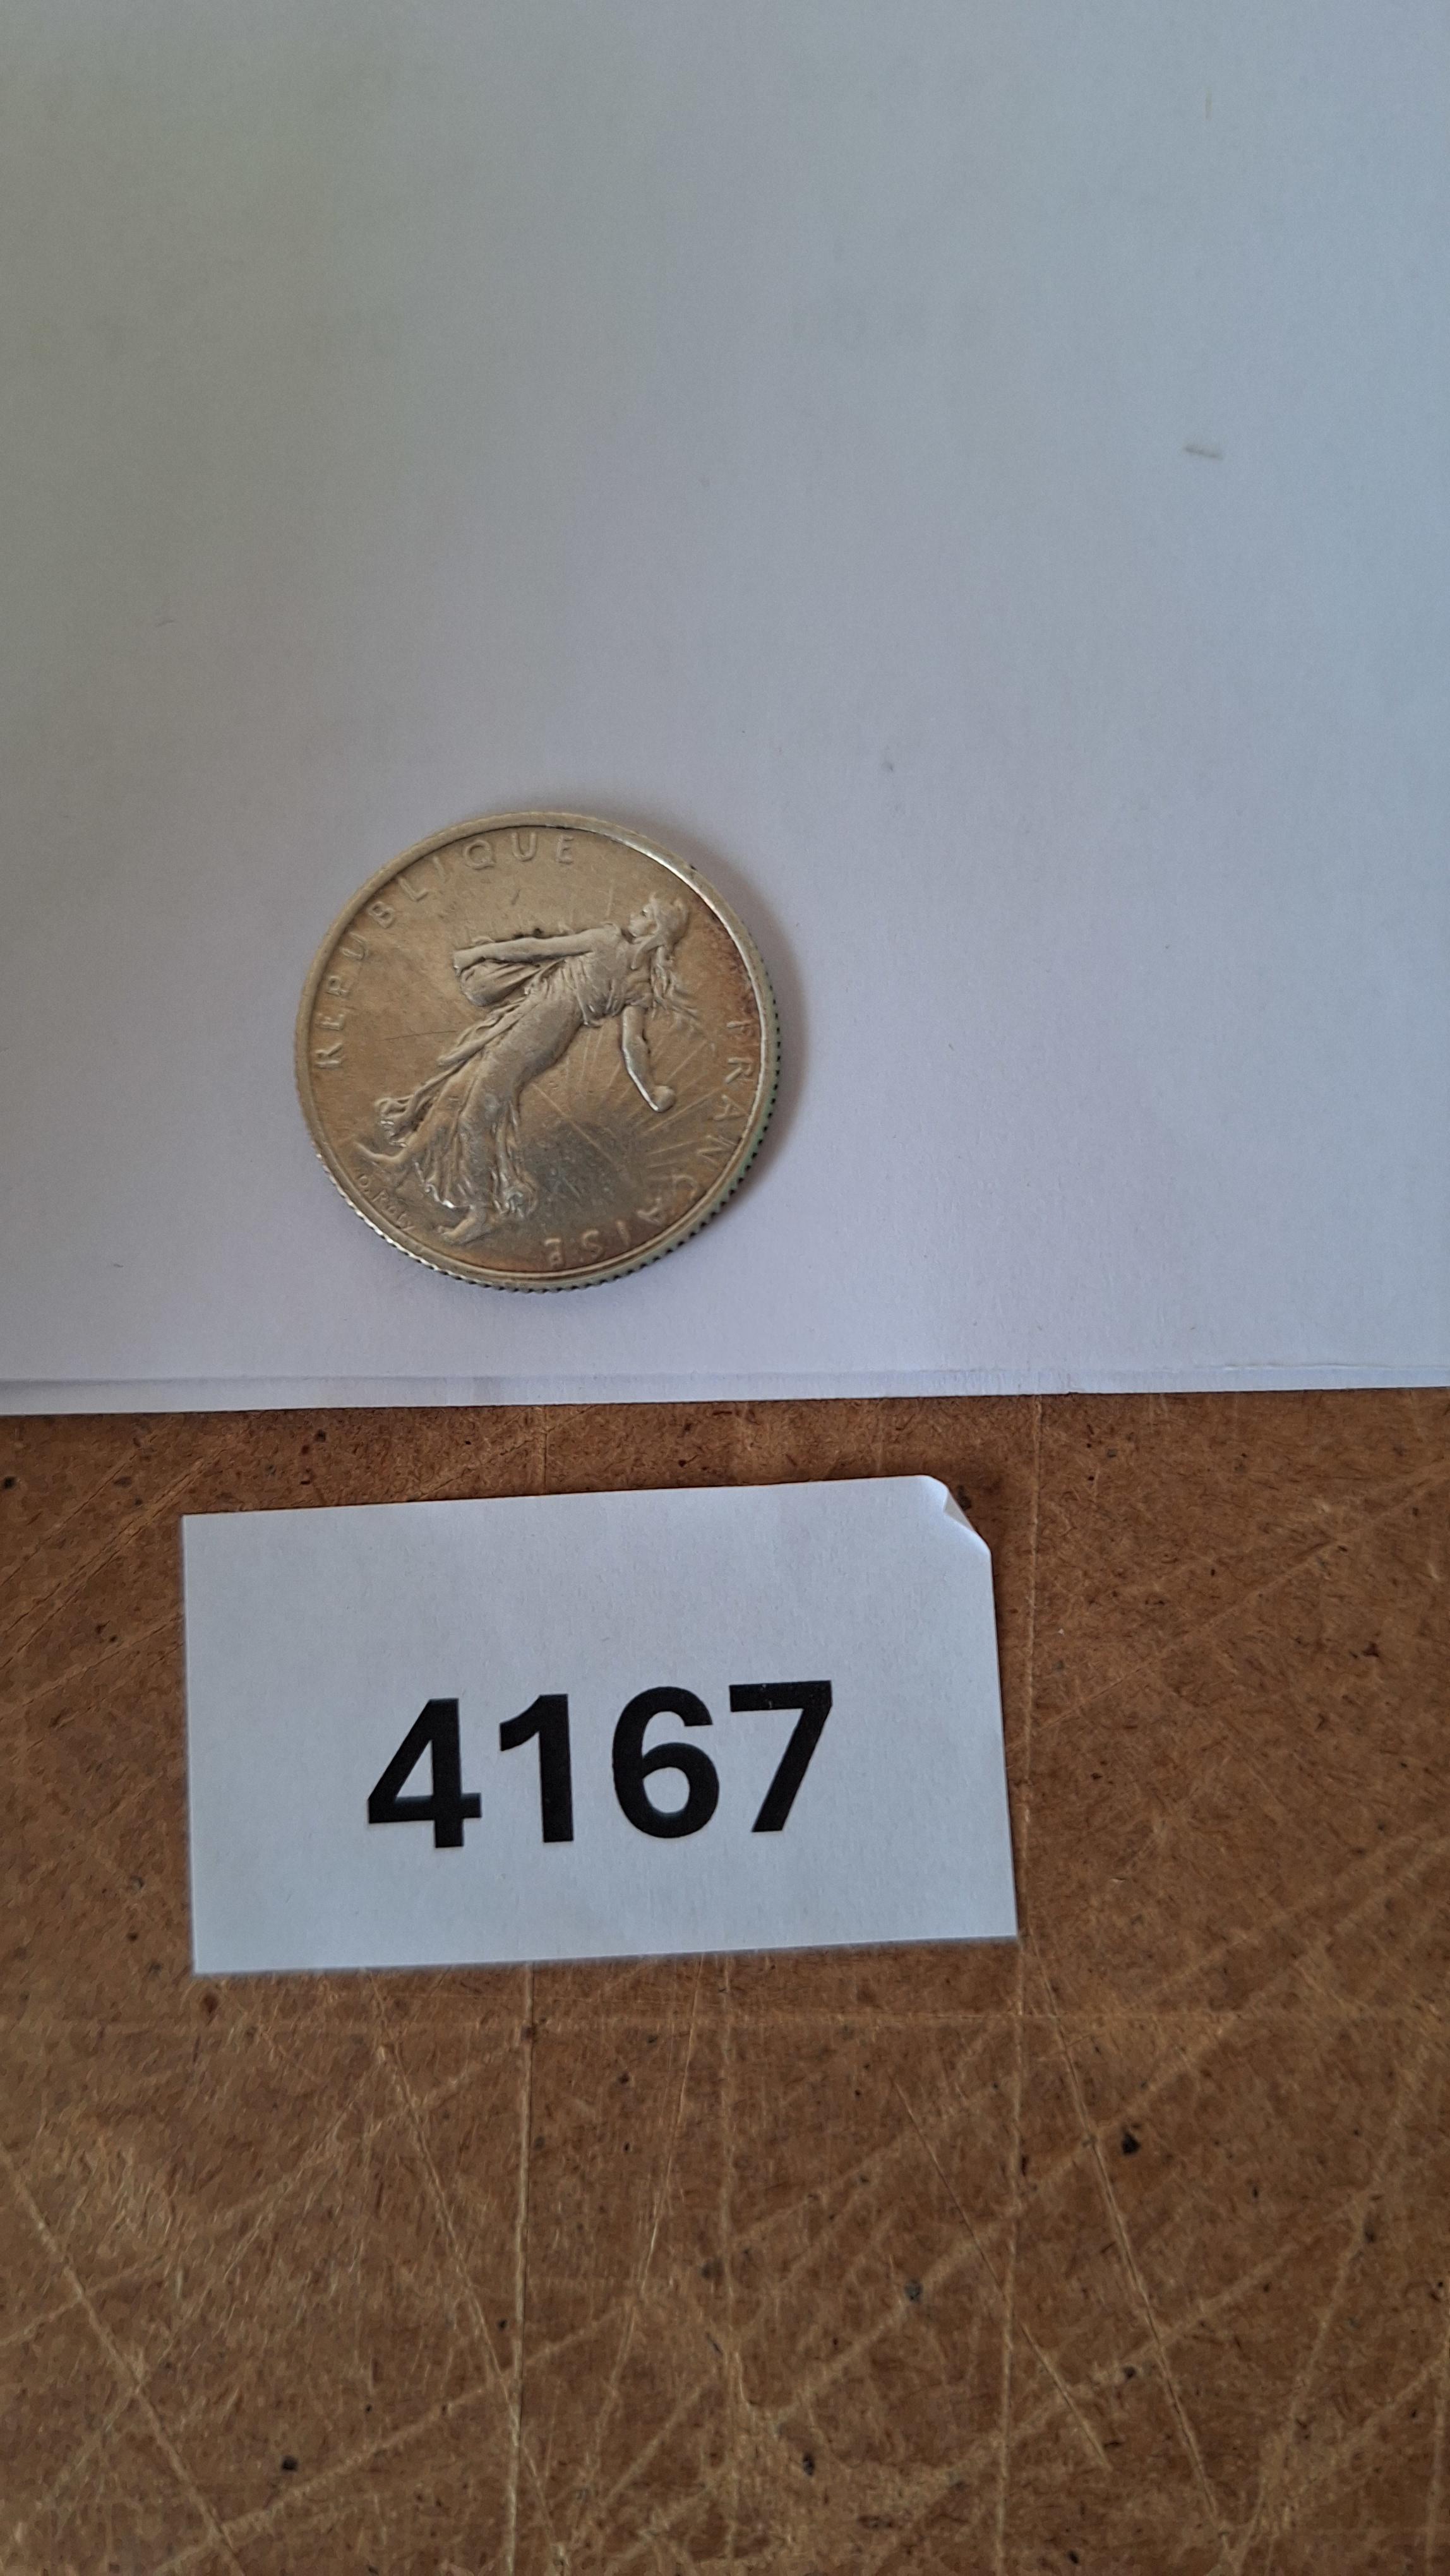 REPUBLIQUE FRANÇAISE
O. Roty
4167